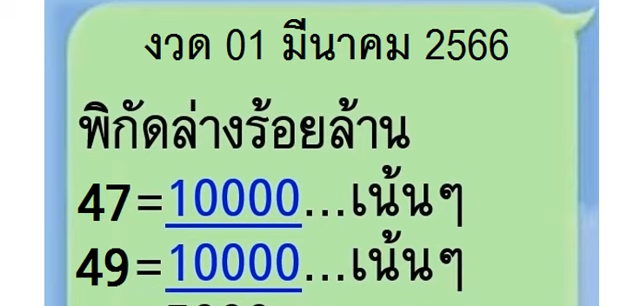 งวด 01 มีนาคม 2566
พิกัดล่างร้อยล้าน
47=10000...เน้นๆ
49=10000...เน้นๆ